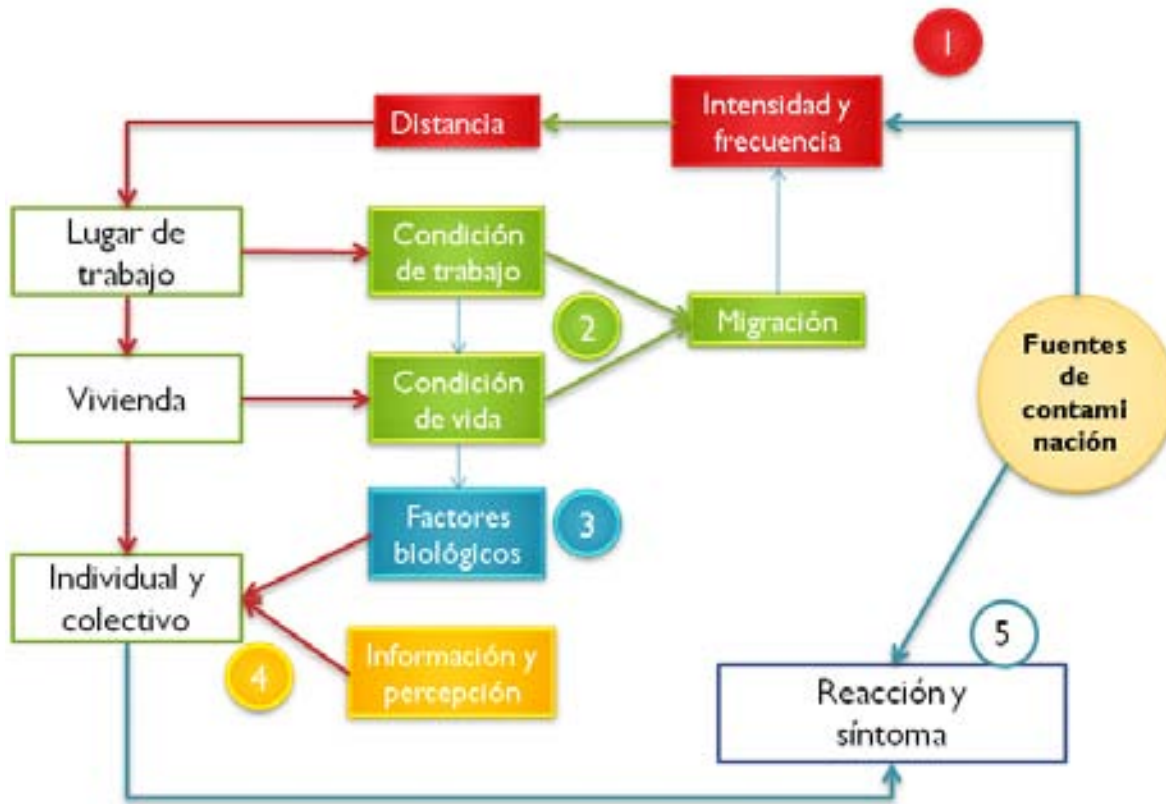 1
Intensidad y
frecuencia
Distancia
Lugar de
trabajo
Condición
de trabajo
2
Migración
Fuentes
de
contami
nación
Vivienda
Condición
de vida
Factores
biológicos
3
Individual y
colectivo
4
Información y
percepción
5
Reacción y
síntoma